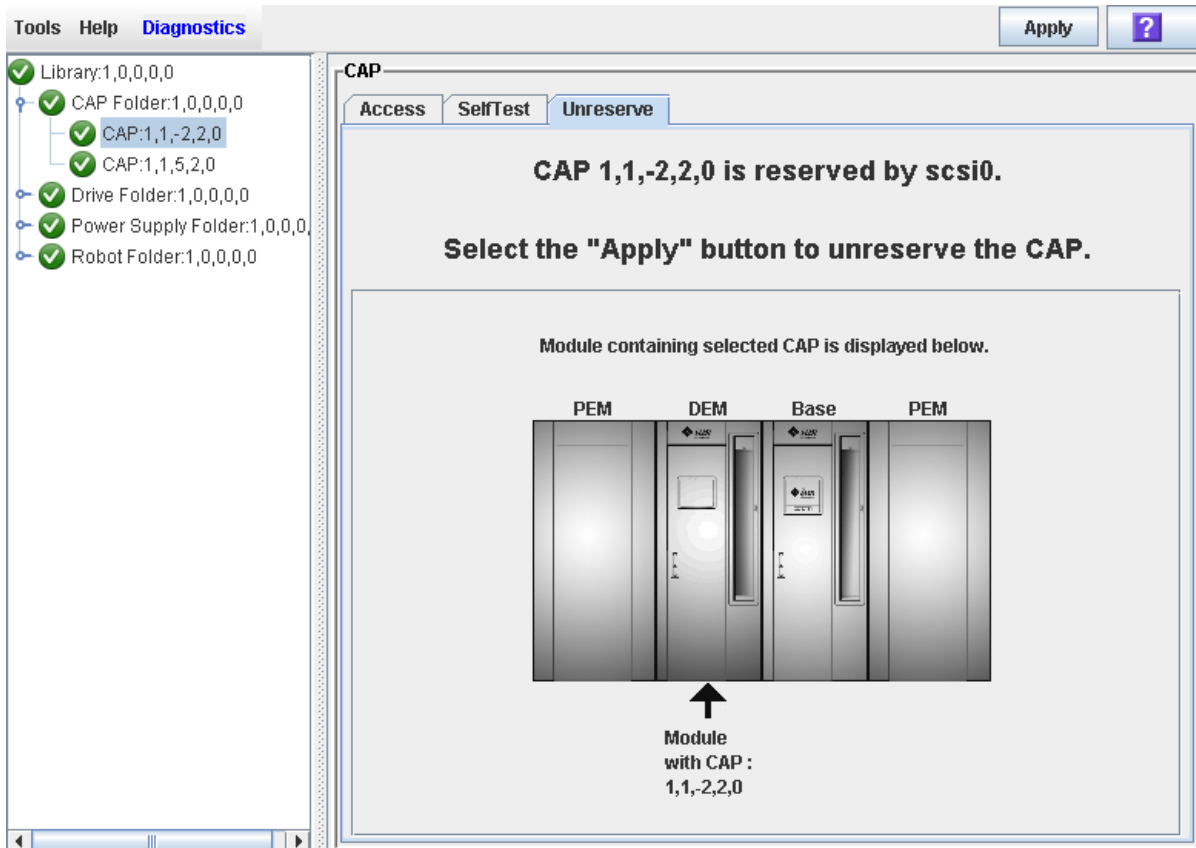 Tools Help Diagnostics
Apply ?
Library:1,0,0,0,0
CAP Folder:1,0,0,0,0
CAP:1,1,-2,2,0
CAP:1,1,5,2,0
Drive Folder:1,0,0,0,0
Power Supply Folder:1,0,0,0,
Robot Folder:1,0,0,0,0
CAP
Access SelfTest Unreserve
CAP 1,1,-2,2,0 is reserved by scsi0.
Select the "Apply" button to unreserve the CAP.
Module containing selected CAP is displayed below.
PEM DEM Base PEM
Module
with CAP :
1,1,-2,2,0